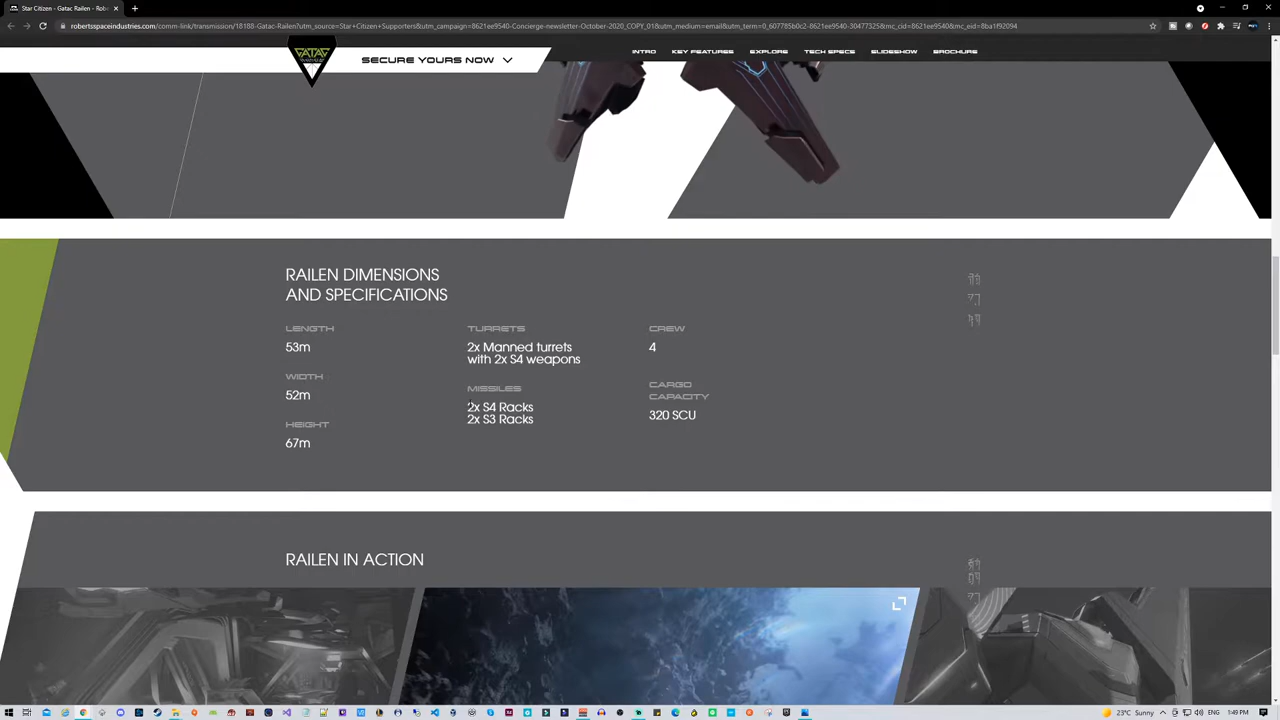 Star Citizen - Gatac Railen - Ro
robertsspaceindustries.com/comm-link/transmission/18188-Gatac-Railen?utm_source=Star+Citizen+Supporters&utm_campaign=8621ee9540-Concierge-newsletter-October-2020_COPY_01&utm_medium=email&utm_term=0_607785b0c2-8621ee9540-30477325&mc_cid=8621ee9540&mc_eid=8ba1f92094
GATAC
SECURE YOURS NOW
INTRO KEY FEATURES EXPLORE TECH SPECS SLIDESHOW BROCHURE
RAILEN DIMENSIONS
AND SPECIFICATIONS
LENGTH
53m
WIDTH
52m
HEIGHT
67m
TURRETS
2x Manned turrets
with 2x S4 weapons
MISSILES
2x S4 Racks
2x S3 Racks
CREW
4
CARGO
CAPACITY
320 SCU
RAILEN IN ACTION
23°C Sunny ENG 1:49 PM